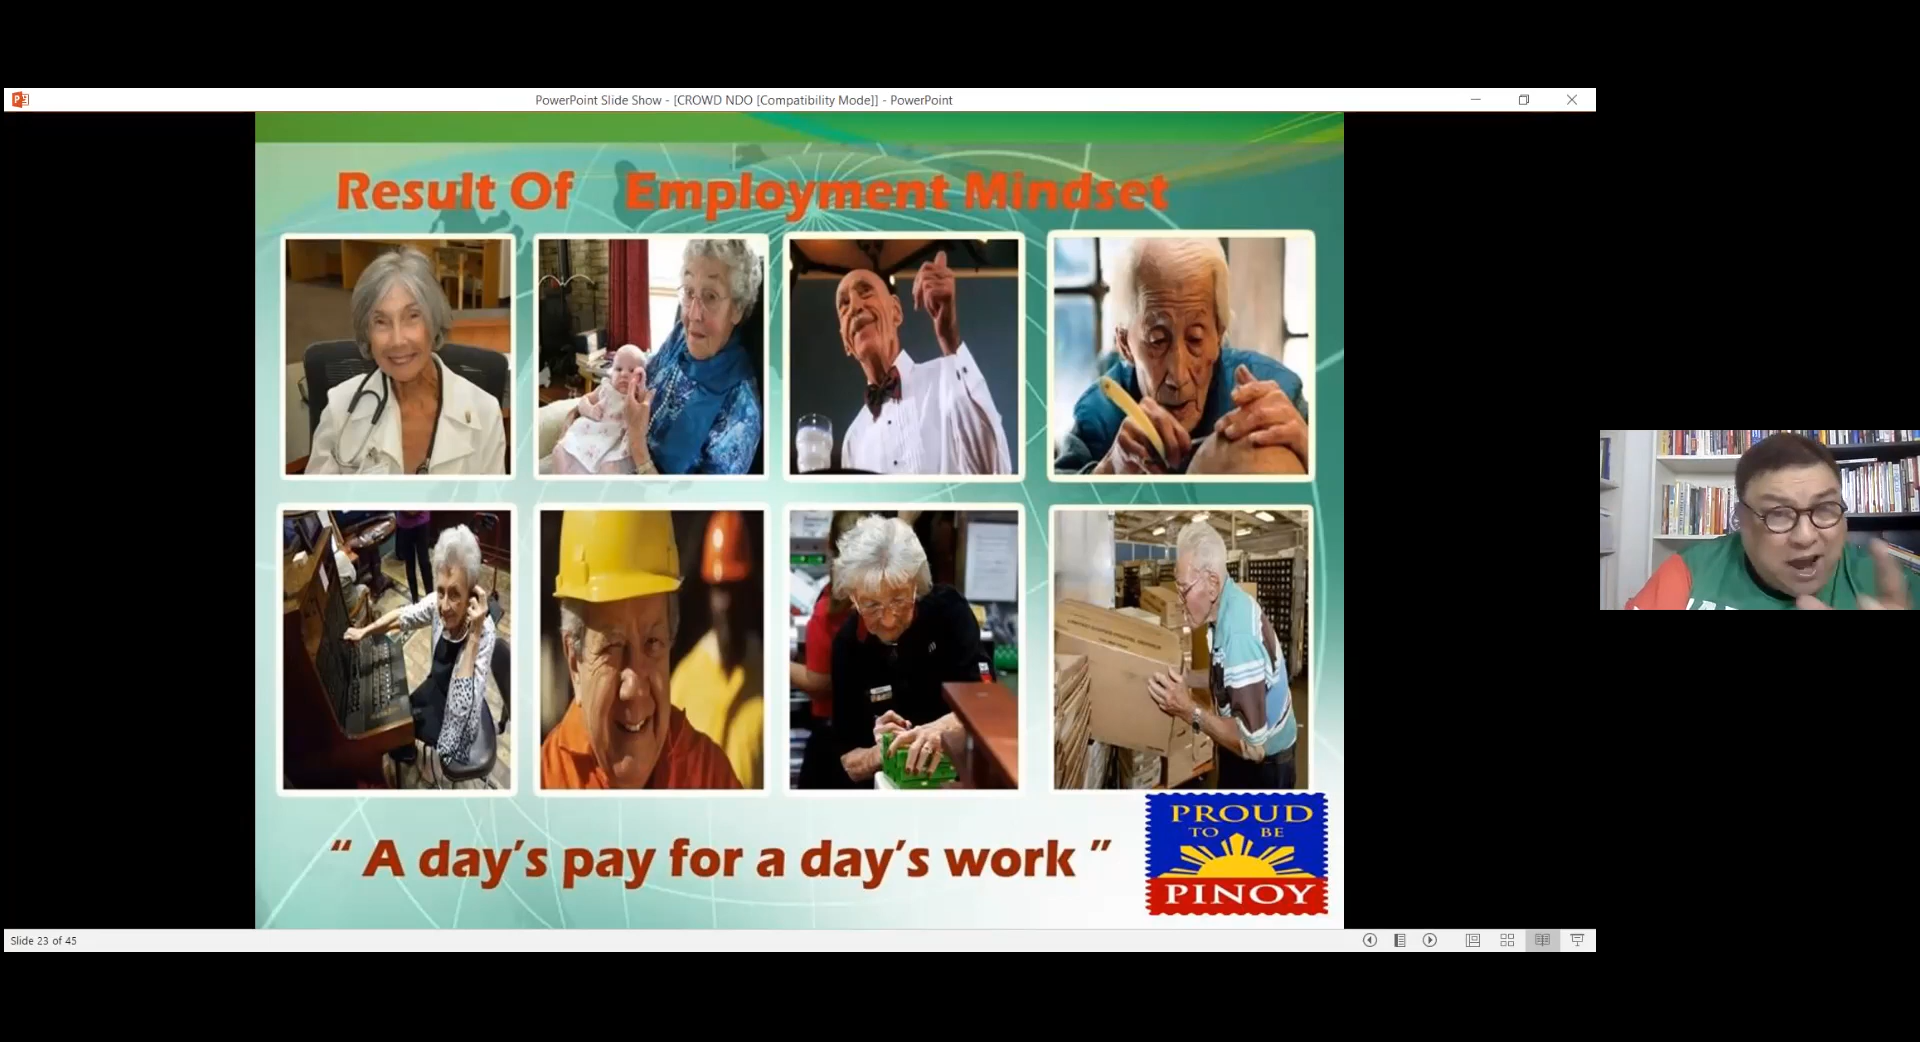 PowerPoint Slide Show - [CROWD NDO [Compatibility Mode]] - PowerPoint
Result Of Employment Mindset
" A day's pay for a day's work "
PROUD
TO BE
PINOY
Slide 23 of 45